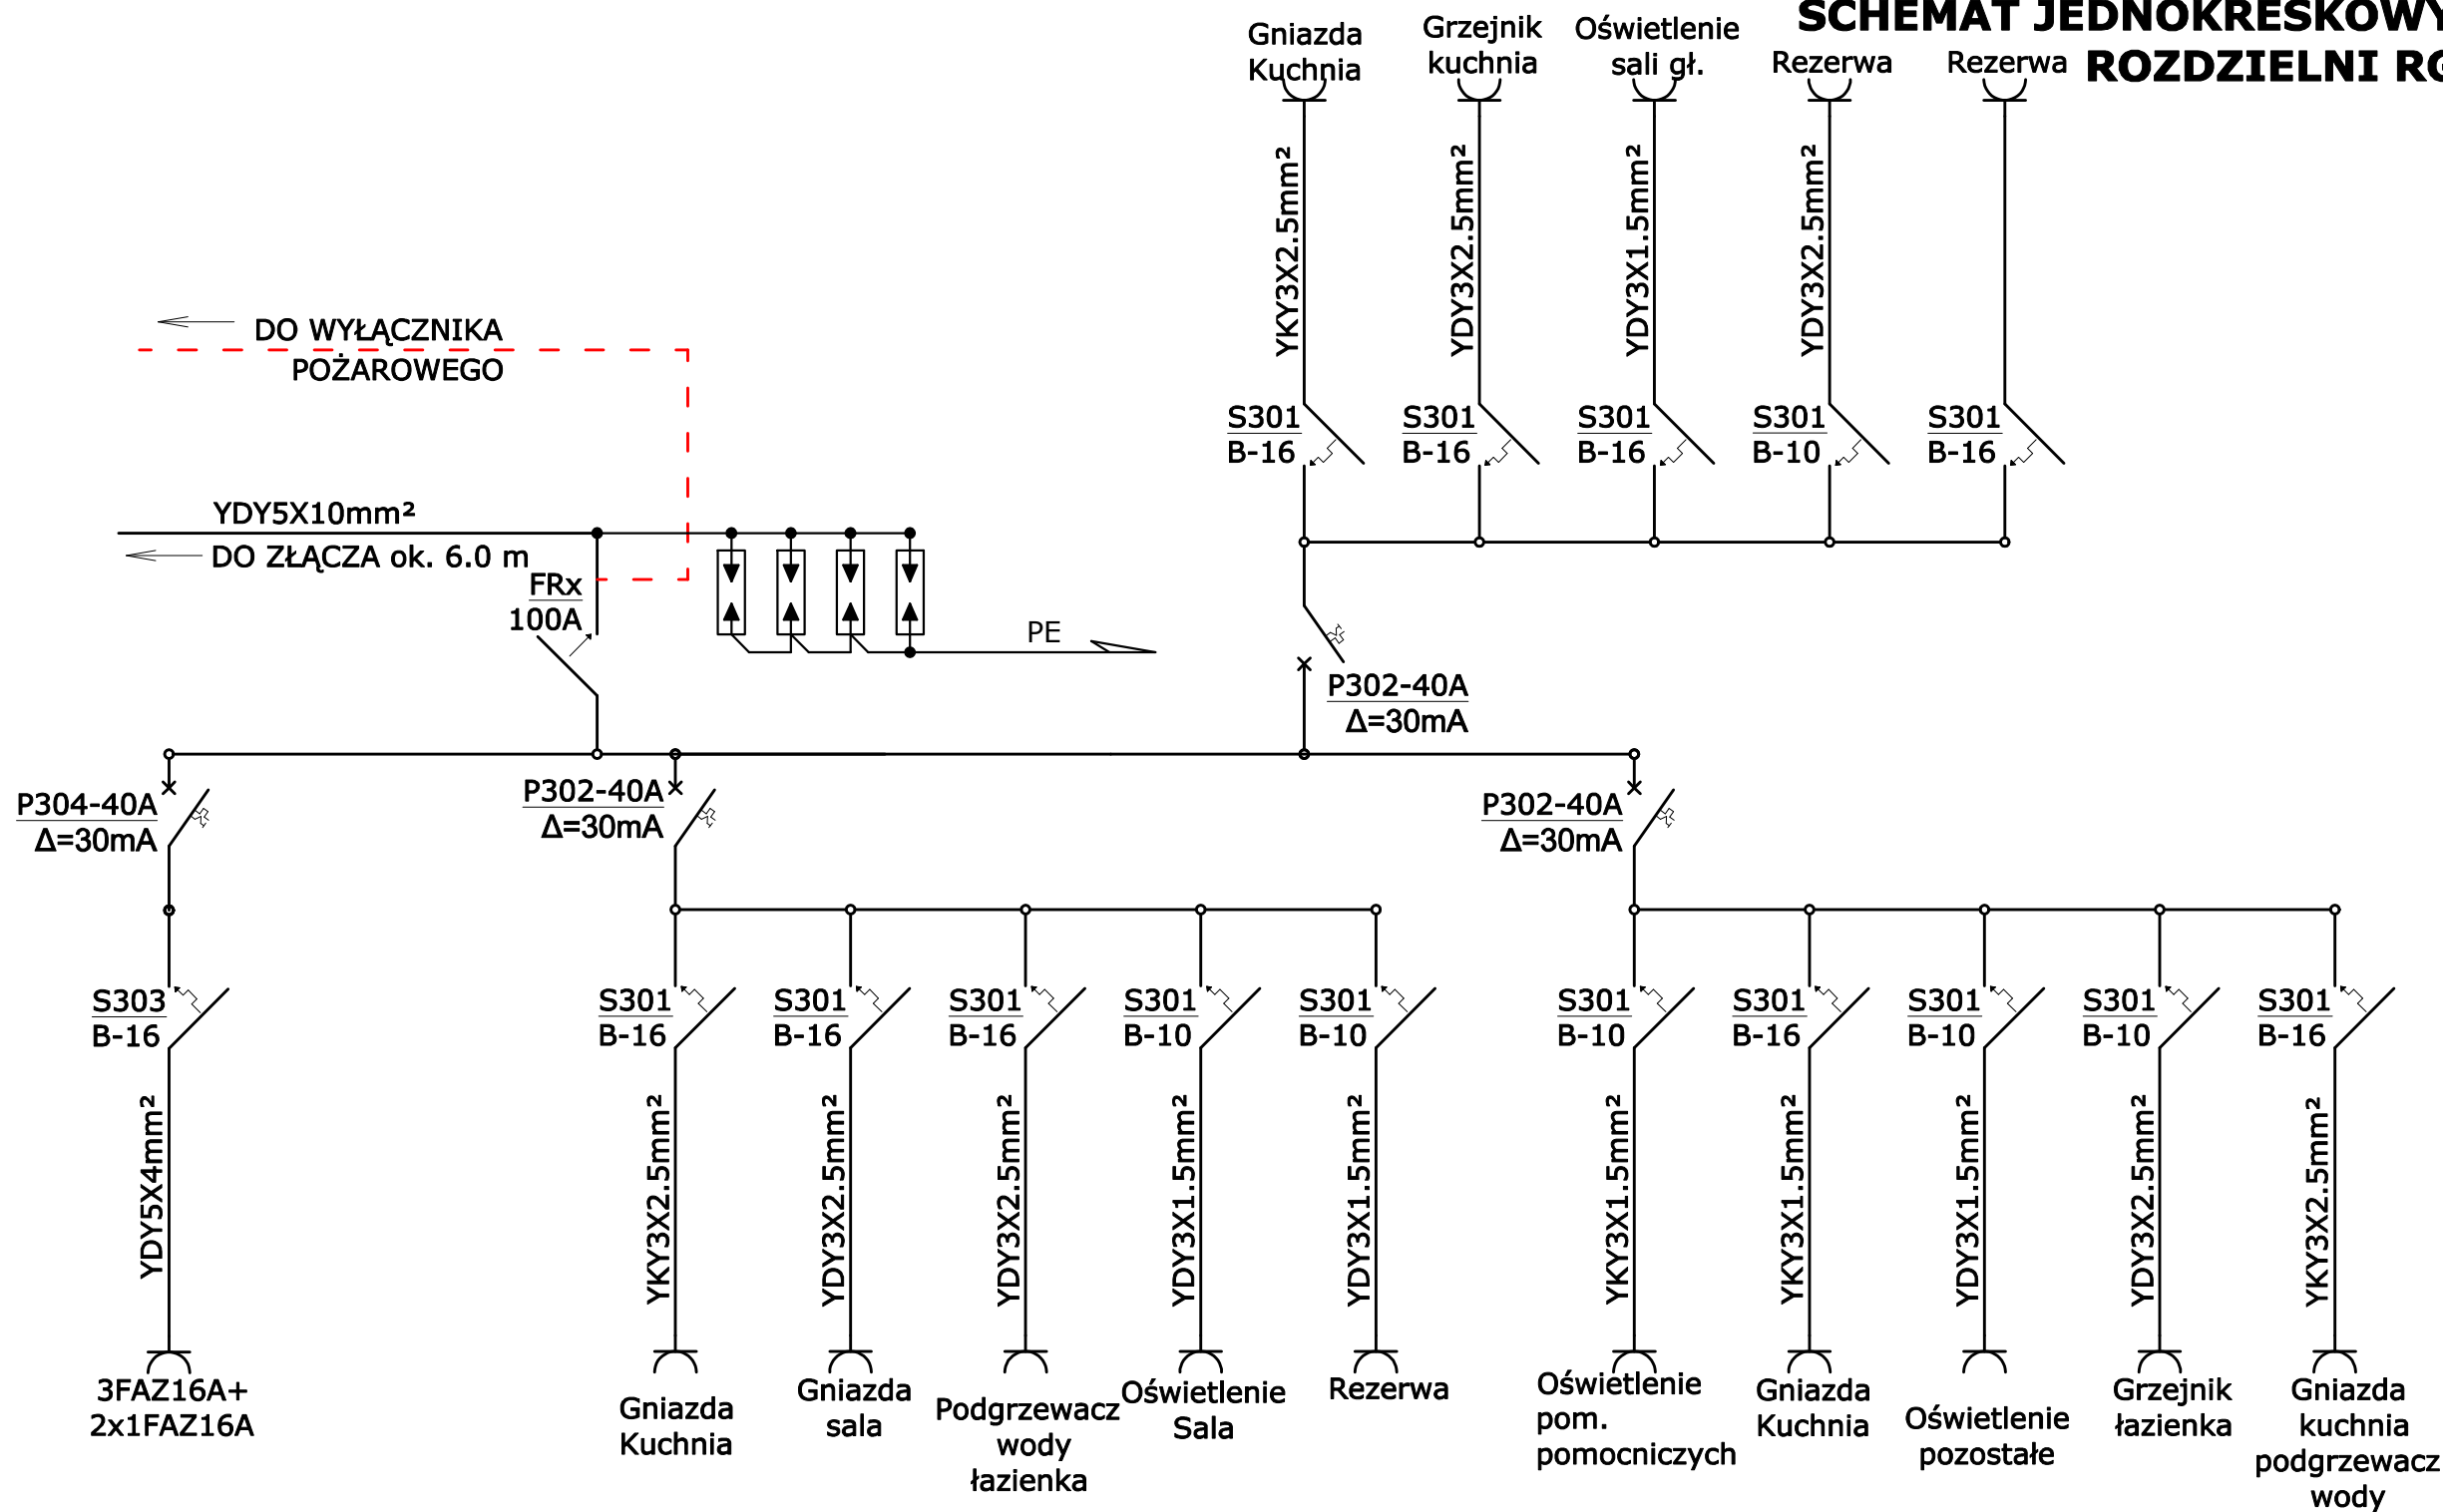 SCHEMAT JEDNOKRESKOWY
ROZDZIELNI RG
Gniazda
Kuchnia
Grzejnik
kuchnia
Oświetlenie
sali gł.
Rezerwa
Rezerwa
YKY3X2.5mm²
YDY3X2.5mm²
YDY3X1.5mm²
YDY3X2.5mm²
S301
B-16
S301
B-16
S301
B-16
S301
B-10
S301
B-16
DO WYŁĄCZNIKA
POŻAROWEGO
YDY5X10mm²
DO ZŁĄCZA ok. 6.0 m
FRx
100A
PE
P302-40A
Δ=30mA
P304-40A
Δ=30mA
P302-40A
Δ=30mA
P302-40A
Δ=30mA
S303
B-16
S301
B-16
S301
B-16
S301
B-16
S301
B-10
S301
B-10
S301
B-10
S301
B-16
S301
B-10
S301
B-10
S301
B-16
YDY5X4mm²
YKY3X2.5mm²
YDY3X2.5mm²
YDY3X2.5mm²
YDY3X1.5mm²
YDY3X1.5mm²
YKY3X1.5mm²
YKY3X1.5mm²
YDY3X1.5mm²
YDY3X2.5mm²
YKY3X2.5mm²
3FAZ16A+
2x1FAZ16A
Gniazda
Kuchnia
Gniazda
sala
Podgrzewacz
wody
łazienka
Oświetlenie
Sala
Rezerwa
Oświetlenie
pom.
pomocniczych
Gniazda
Kuchnia
Oświetlenie
pozostałe
Grzejnik
łazienka
Gniazda
kuchnia
podgrzewacz
wody